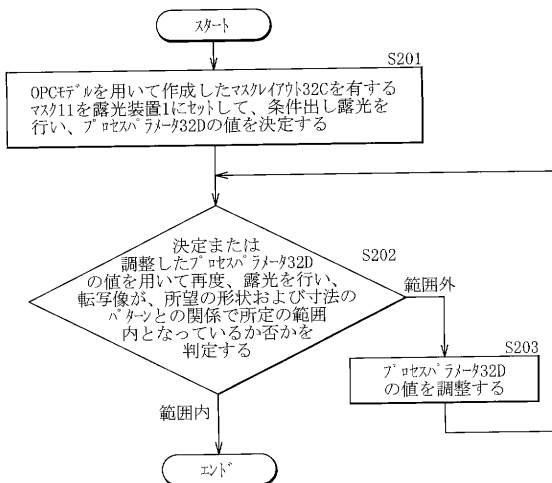 スタート
S201
OPCモデルを用いて作成したマスクレイアウト32Cを有する
マスク11を露光装置1にセットして、条件出し露光を
行い、プロセスパラメータ32Dの値を決定する
決定または
調整したプロセスパラメータ32D
の値を用いて再度、露光を行い、
転写像が、所望の形状および寸法の
パターンとの関係で所定の範囲
内となっているか否かを
判定する
S202
範囲外
S203
プロセスパラメータ32D
の値を調整する
範囲内
エンド